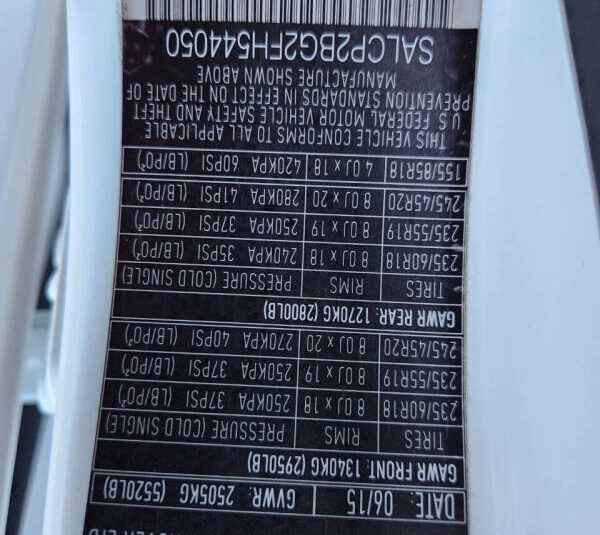 OVER LTD
DATE: 06/15 GVWR: 2505KG (5520LB)
GAWR FRONT: 1340KG (2950LB)
TIRES RIMS PRESSURE (COLD SINGLE)
235/60R18 8.0J x 18 250KPA 37PSI (LB/PO²)
235/55R19 8.0J x 19 250KPA 37PSI (LB/PO²)
245/45R20 8.0J x 20 270KPA 40PSI (LB/PO²)
GAWR REAR: 1270KG (2800LB)
TIRES RIMS PRESSURE (COLD SINGLE)
235/60R18 8.0J x 18 240KPA 35PSI (LB/PO²)
235/55R19 8.0J x 19 250KPA 37PSI (LB/PO²)
245/45R20 8.0J x 20 280KPA 41PSI (LB/PO²)
155/85R18 4.0J x 18 420KPA 60PSI (LB/PO²)
THIS VEHICLE CONFORMS TO ALL APPLICABLE
U.S. FEDERAL MOTOR VEHICLE SAFETY AND THEFT
PREVENTION STANDARDS IN EFFECT ON THE DATE OF
MANUFACTURE SHOWN ABOVE
SALCP2BG2FH544050